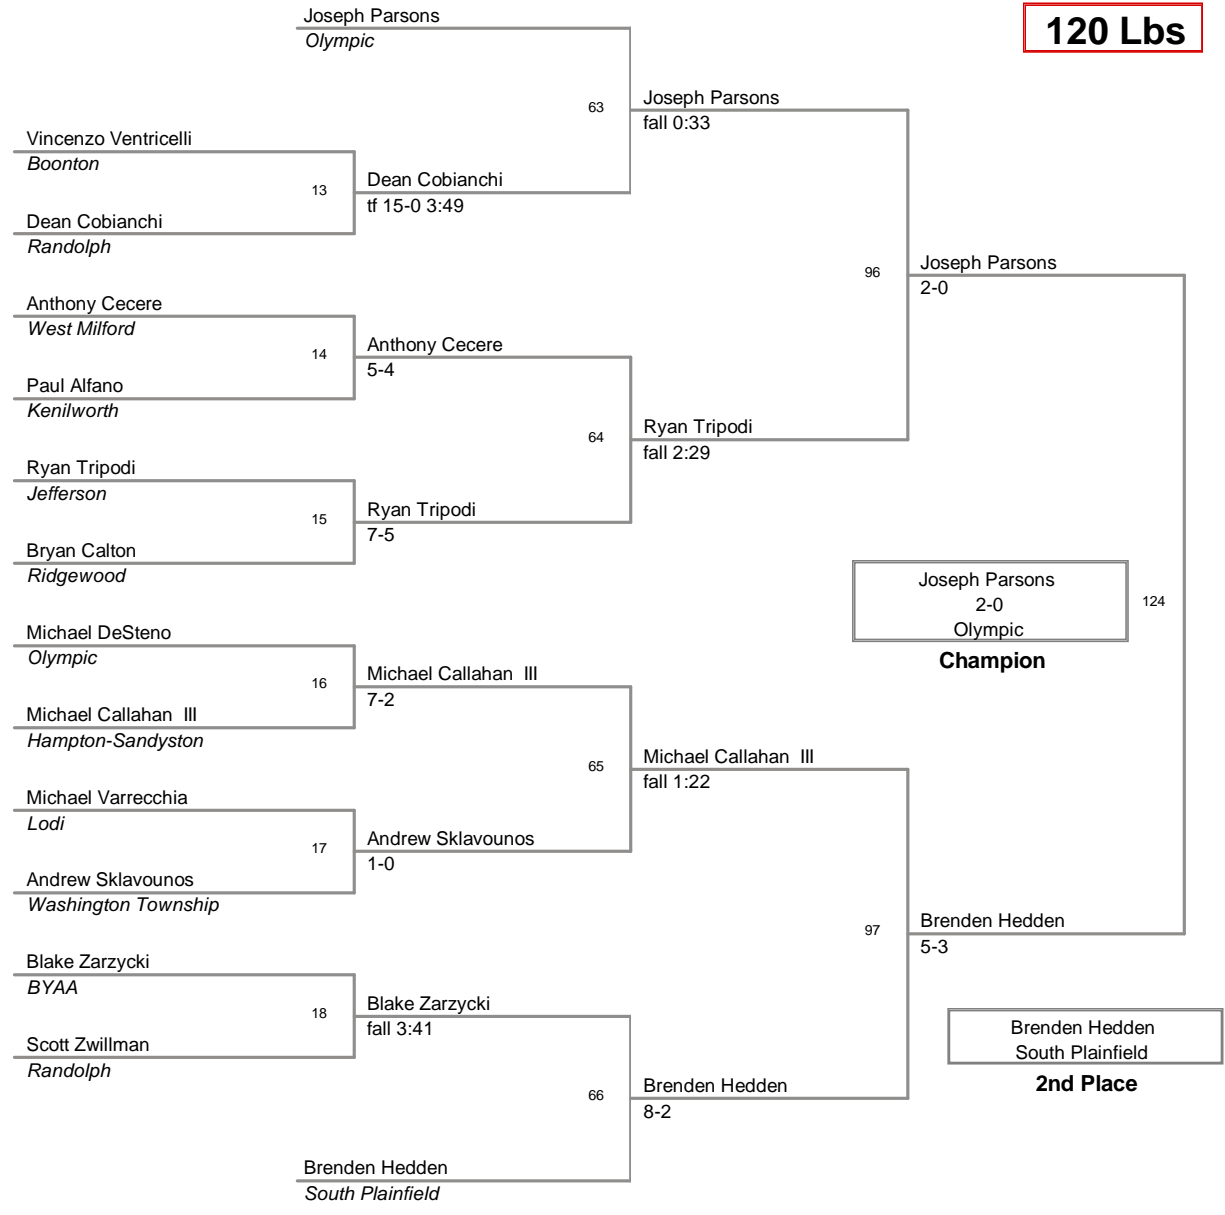 Joseph Parsons
Olympic
120 Lbs
63
Joseph Parsons
fall 0:33
Vincenzo Ventricelli
Boonton
13
Dean Cobianchi
tf 15-0 3:49
Dean Cobianchi
Randolph
96
Joseph Parsons
2-0
Anthony Cecere
West Milford
14
Anthony Cecere
5-4
Paul Alfano
Kenilworth
64
Ryan Tripodi
fall 2:29
Ryan Tripodi
Jefferson
15
Ryan Tripodi
7-5
Bryan Calton
Ridgewood
Joseph Parsons
2-0
Olympic
Champion
124
Michael DeSteno
Olympic
16
Michael Callahan  III
7-2
Michael Callahan  III
Hampton-Sandyston
65
Michael Callahan  III
fall 1:22
Michael Varrecchia
Lodi
17
Andrew Sklavounos
1-0
Andrew Sklavounos
Washington Township
97
Brenden Hedden
5-3
Blake Zarzycki
BYAA
18
Blake Zarzycki
fall 3:41
Scott Zwillman
Randolph
Brenden Hedden
South Plainfield
2nd Place
66
Brenden Hedden
8-2
Brenden Hedden
South Plainfield